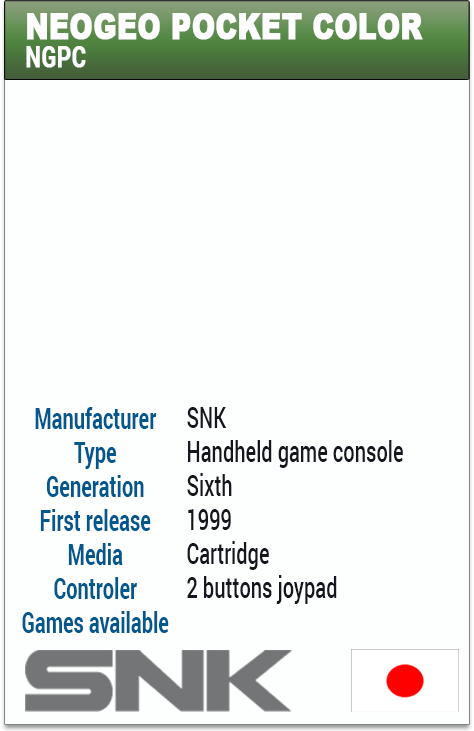 NEOGEO POCKET COLOR
NGPC
Manufacturer SNK
Type Handheld game console
Generation Sixth
First release 1999
Media Cartridge
Controler 2 buttons joypad
Games available
SNK